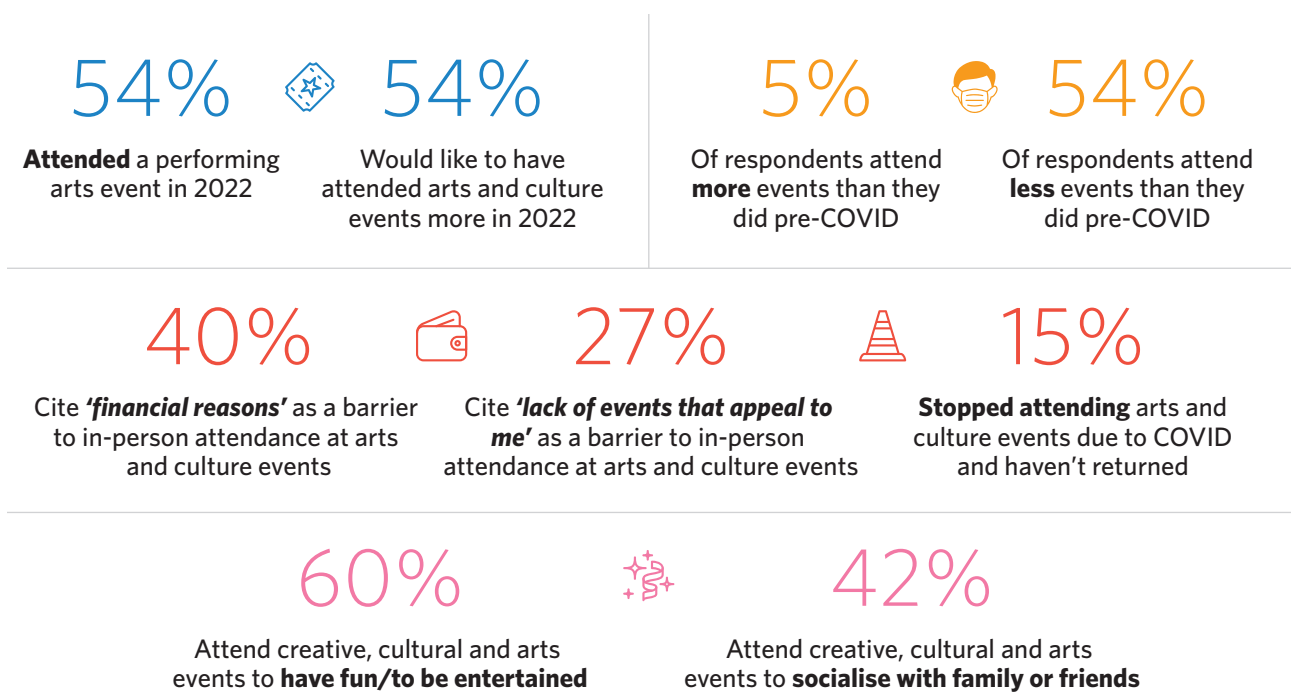 54%
Attended a performing
arts event in 2022
54%
Would like to have
attended arts and culture
events more in 2022
5%
Of respondents attend
more events than they
did pre-COVID
54%
Of respondents attend
less events than they
did pre-COVID
40%
Cite ‘financial reasons’ as a barrier
to in-person attendance at arts
and culture events
27%
Cite ‘lack of events that appeal to
me’ as a barrier to in-person
attendance at arts and culture events
15%
Stopped attending arts and
culture events due to COVID
and haven’t returned
60%
Attend creative, cultural and arts
events to have fun/to be entertained
42%
Attend creative, cultural and arts
events to socialise with family or friends